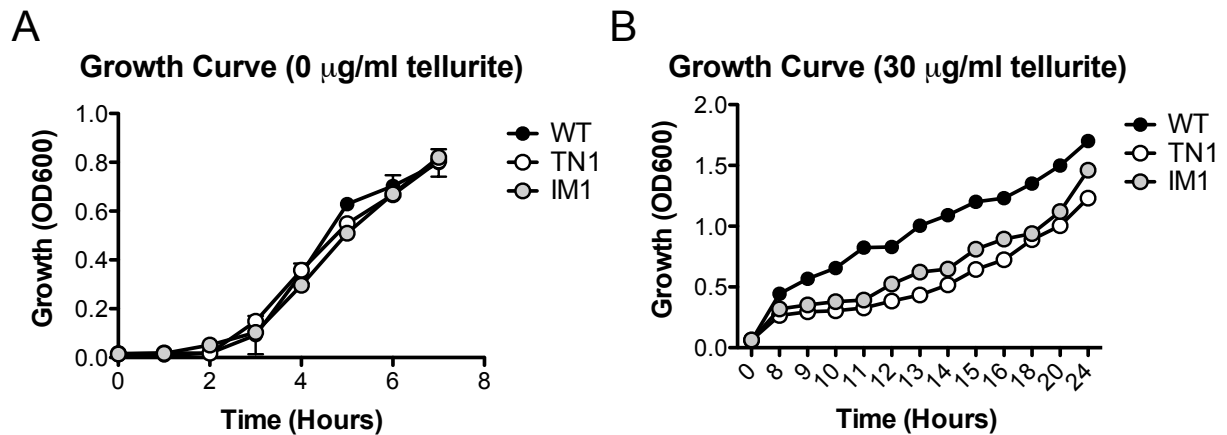 A
Growth Curve (0 μg/ml tellurite)
Growth (OD600)
1.0
0.8
0.6
0.4
0.2
0.0
0 2 4 6 8
Time (Hours)
WT
TN1
IM1
B
Growth Curve (30 μg/ml tellurite)
Growth (OD600)
2.0
1.5
1.0
0.5
0.0
0 8 9 10 11 12 13 14 15 16 18 20 24
Time (Hours)
WT
TN1
IM1